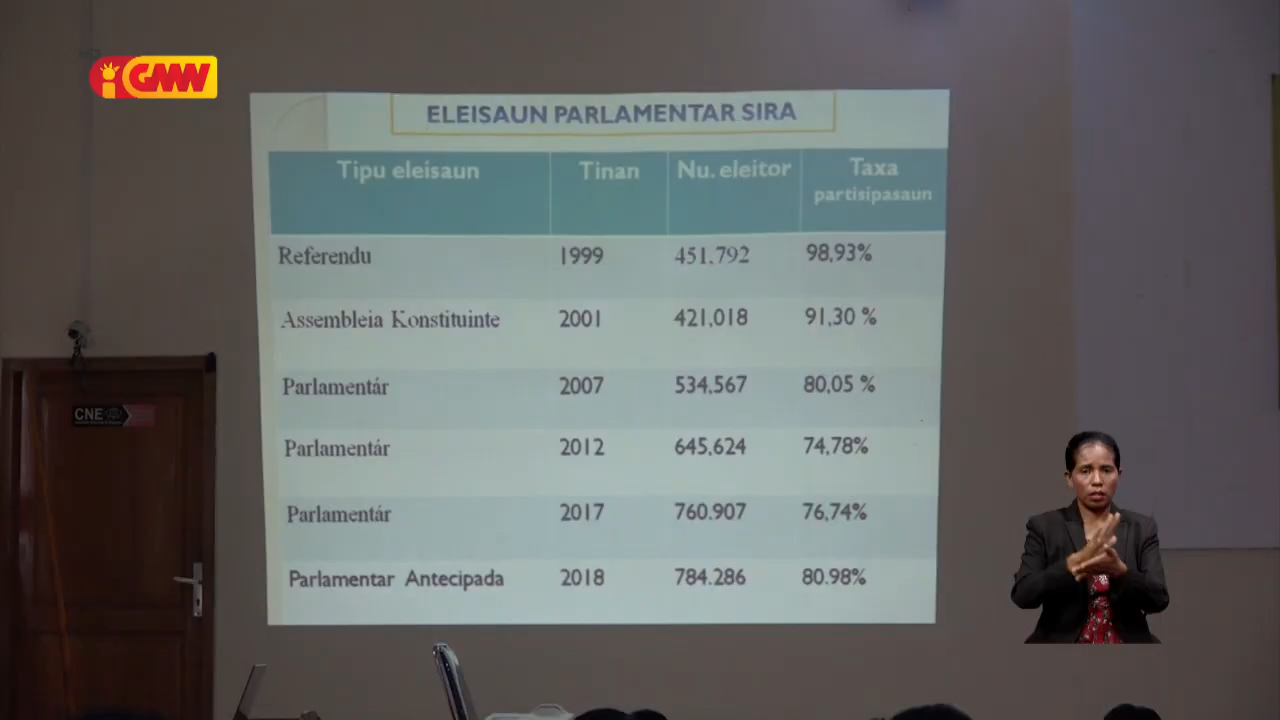 GMN
ELEISAUN PARLAMENTAR SIRA
Tipu eleisaun Tinan Nu. eleitor Taxa partisipasaun
Referendu 1999 451.792 98,93%
Assembleia Konstituinte 2001 421,018 91,30 %
Parlamentár 2007 534,567 80,05 %
Parlamentár 2012 645,624 74,78%
Parlamentár 2017 760.907 76,74%
Parlamentar Antecipada 2018 784.286 80.98%
CNE